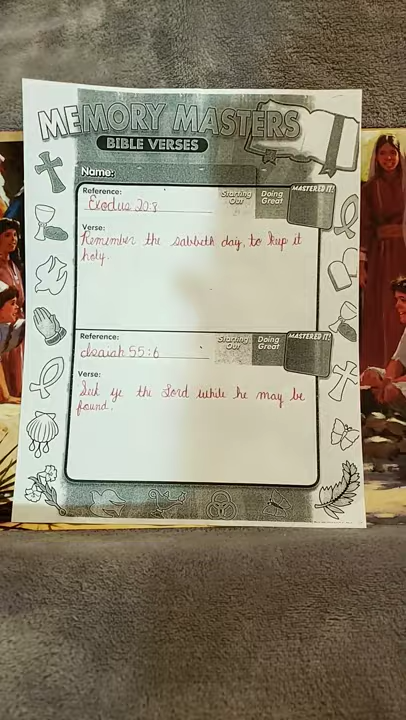 MEMORY MASTERS
BIBLE VERSES
Name:
Reference:
Exodus 20:8
Starting Out
Doing Great
MASTERED IT!
Verse:
Remember the sabbath day, to keep it
holy.
Reference:
Isaiah 55:6
Starting Out
Doing Great
MASTERED IT!
Verse:
Seek ye the Lord while he may be
found.